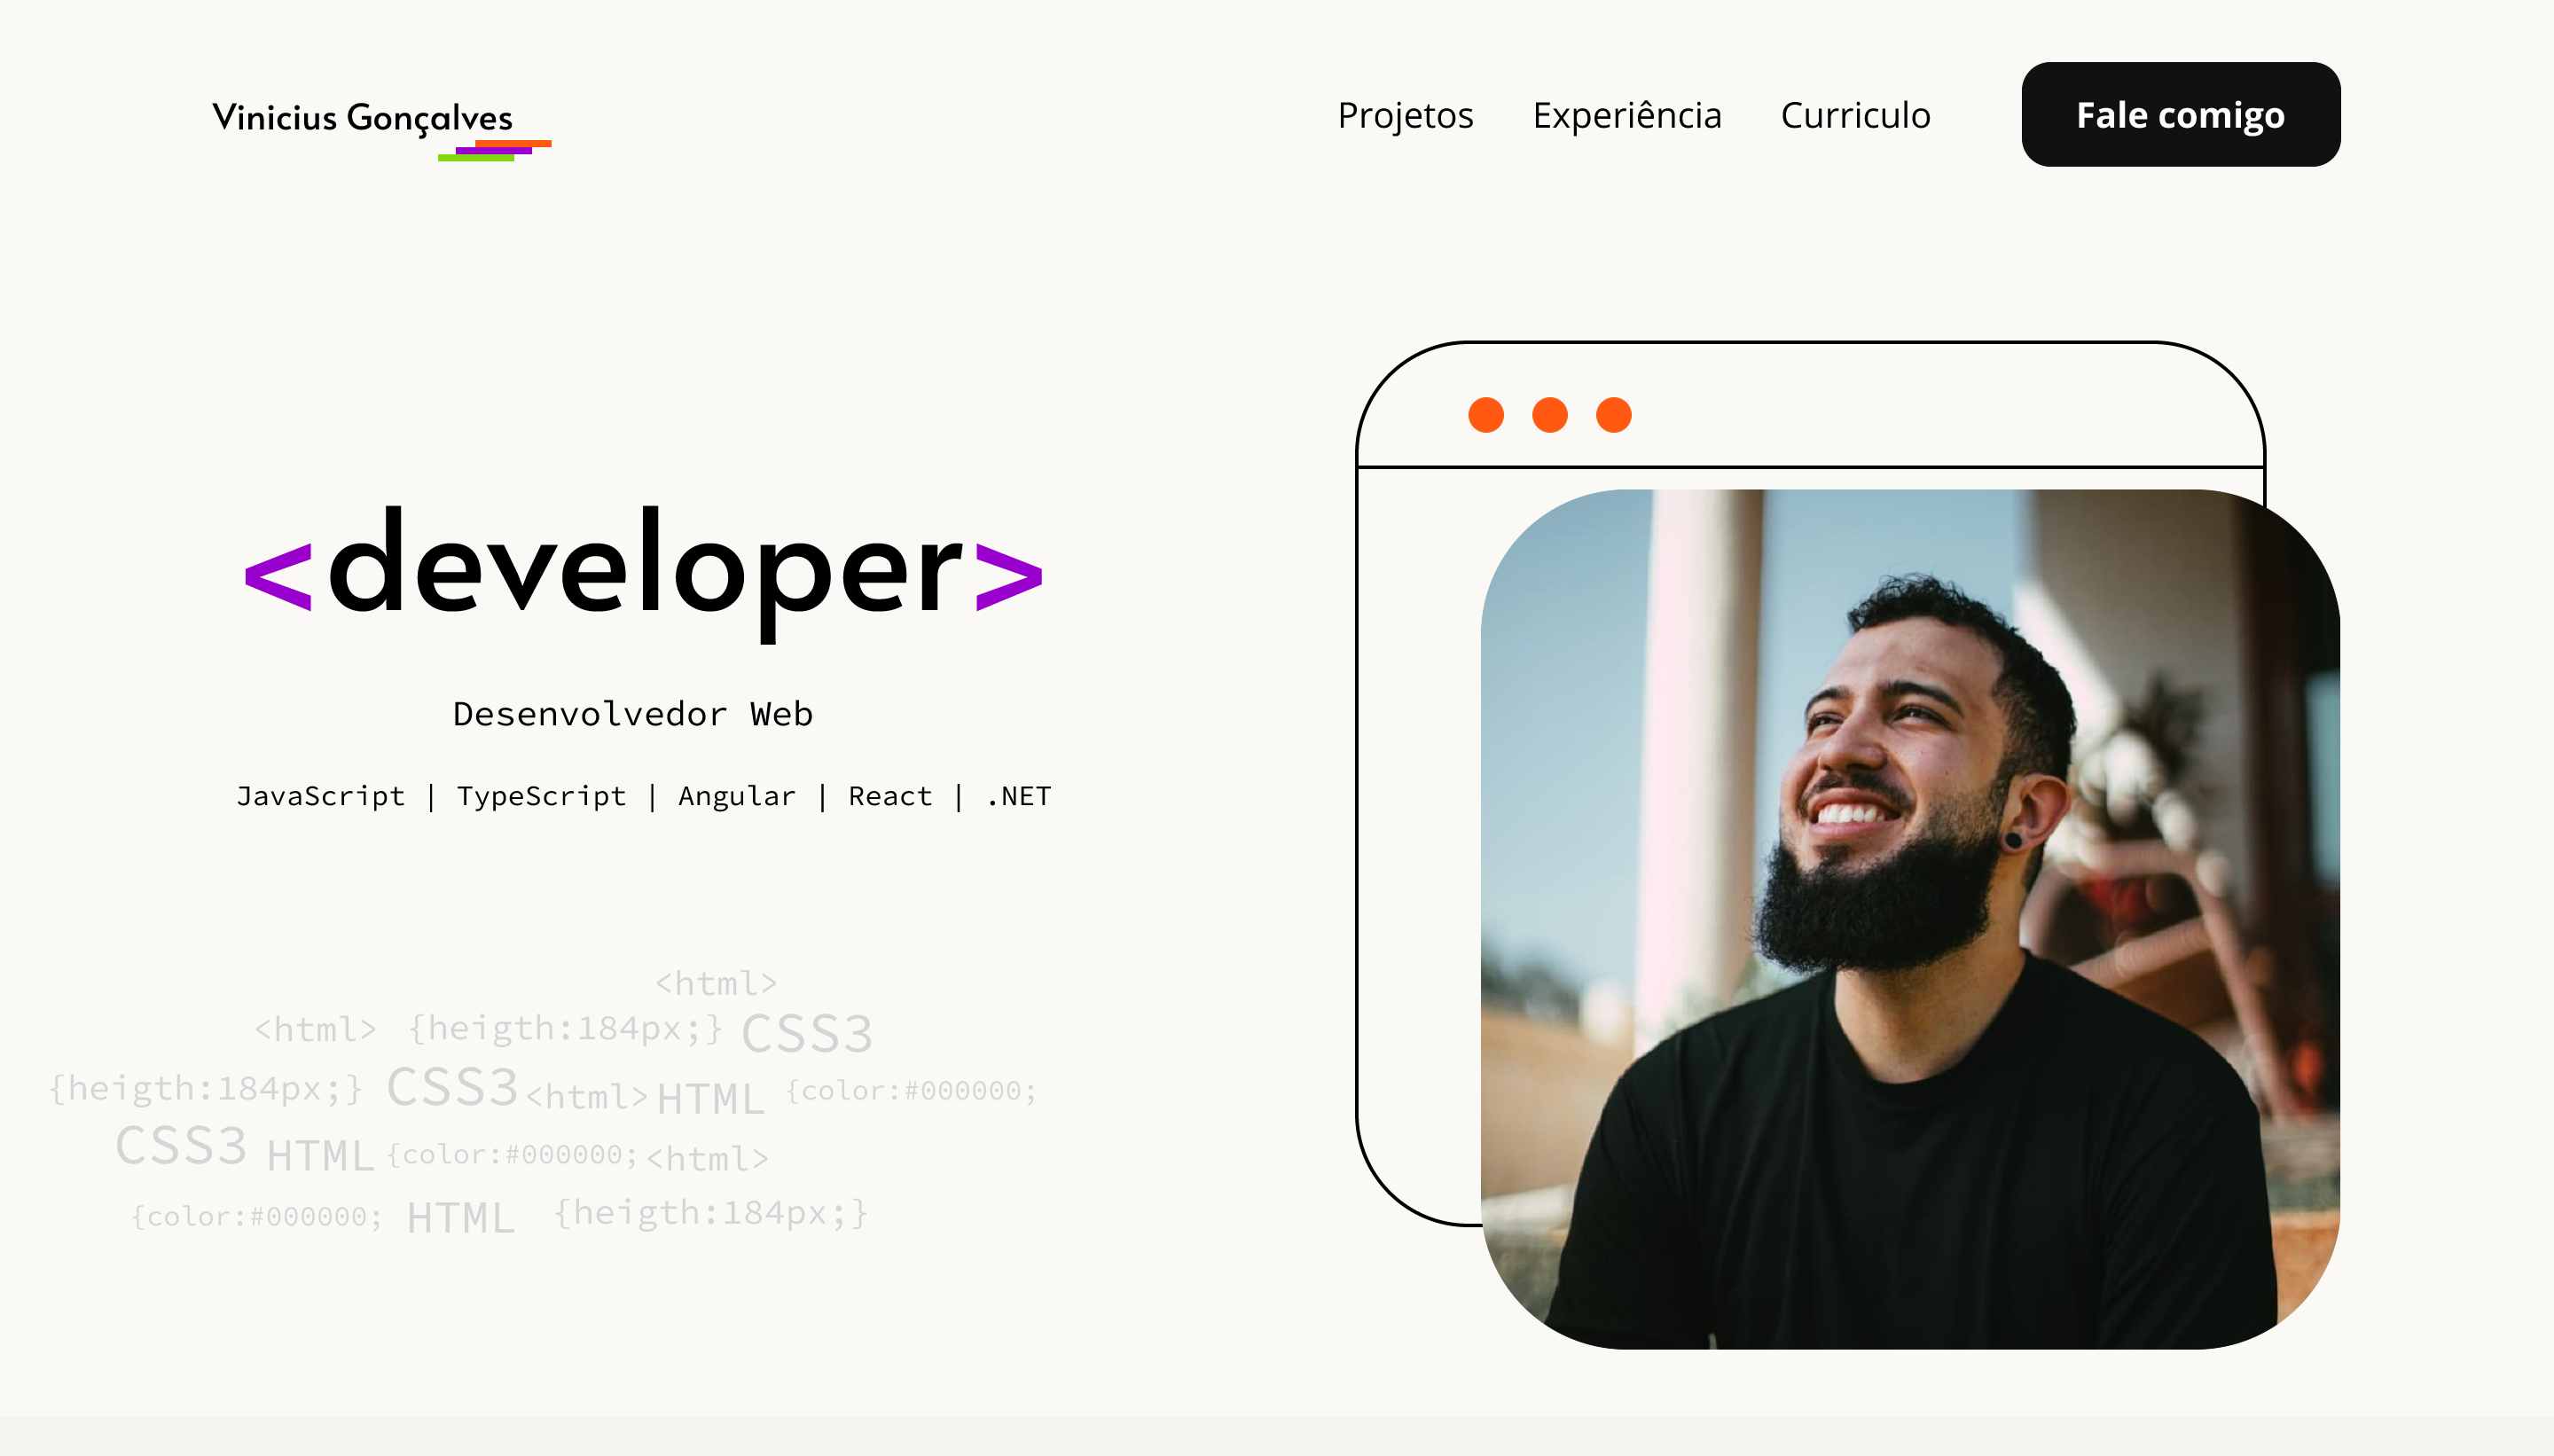 Vinicius Gonçalves
Projetos Experiência Curriculo Fale comigo
<developer>
Desenvolvedor Web
JavaScript | TypeScript | Angular | React | .NET
<html>
<html> {heigth:184px;} CSS3
{heigth:184px;} CSS3 <html> HTML {color:#000000;
CSS3 HTML {color:#000000; <html>
{color:#000000; HTML {heigth:184px;}